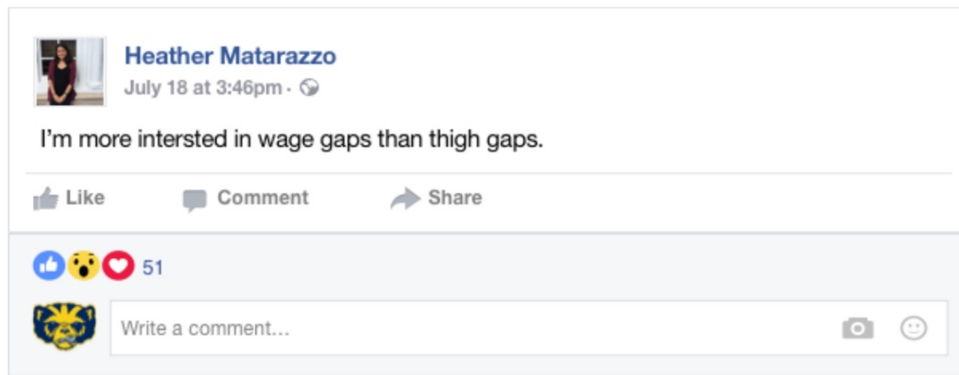 Heather Matarazzo
July 18 at 3:46pm ·
I'm more intersted in wage gaps than thigh gaps.
Like Comment Share
51
Write a comment...